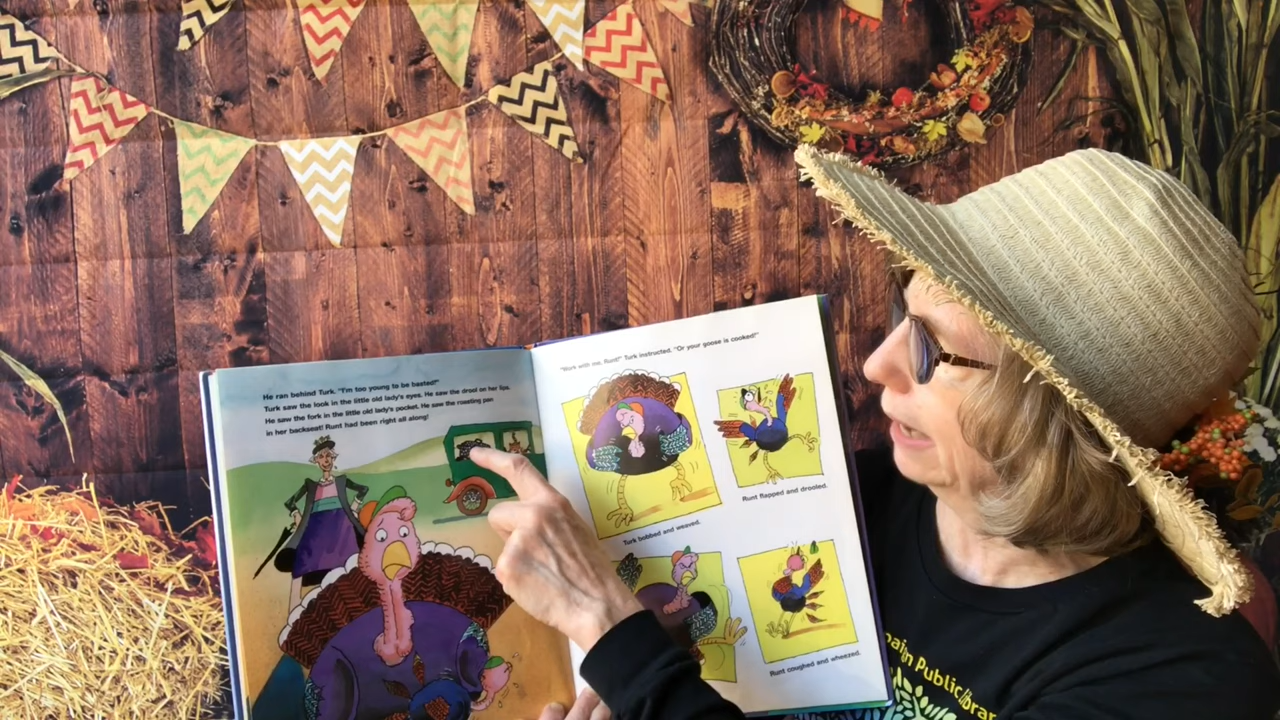 He ran behind Turk. "I'm too young to be basted!"
Turk saw the look in the little old lady's eyes. He saw the drool on her lips.
He saw the fork in the little old lady's pocket. He saw the roasting pan
in her backseat! Runt had been right all along!
"Work with me, Runt!" Turk instructed. "Or your goose is cooked!"
Turk bobbed and weaved.
Runt flapped and drooled.
Runt coughed and wheezed.
Public Library